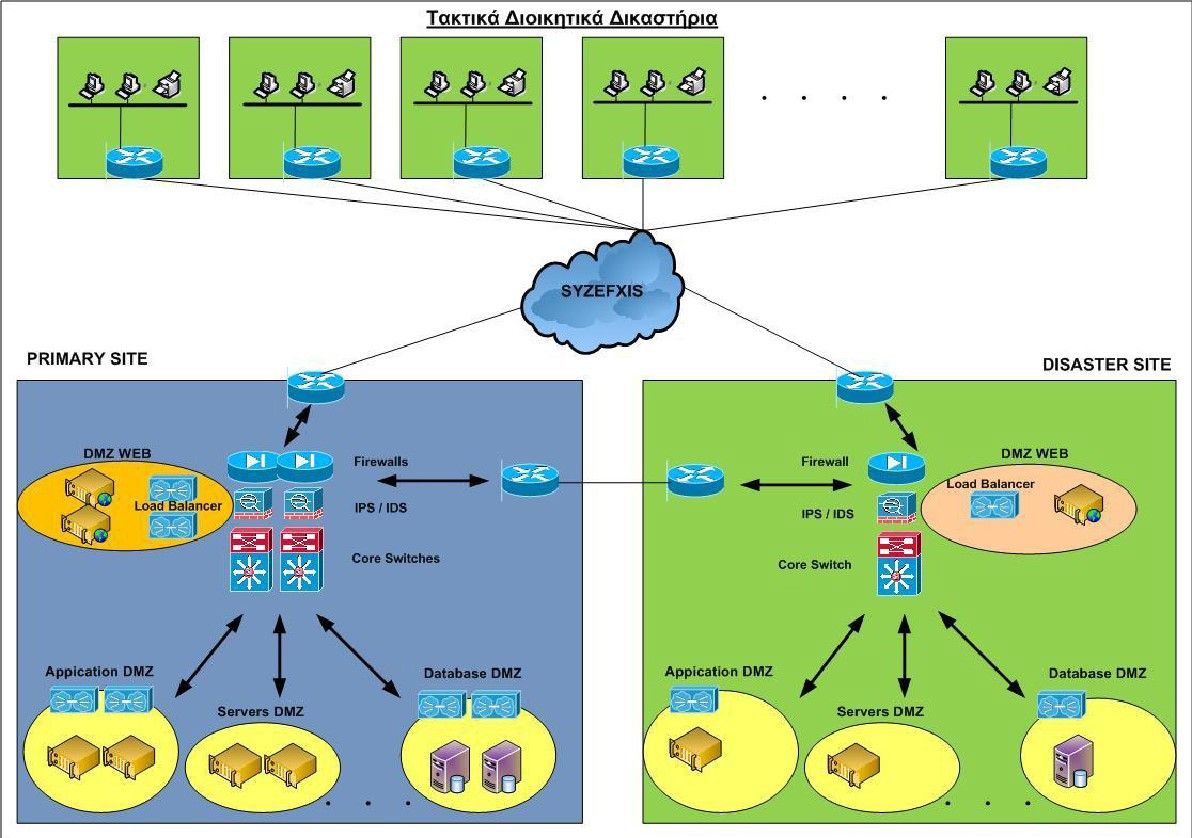 Τακτικά Διοικητικά Δικαστήρια
SYZEFXIS
PRIMARY SITE
DISASTER SITE
DMZ WEB
Load Balancer
Firewalls
IPS / IDS
Core Switches
Firewall
IPS / IDS
Core Switch
DMZ WEB
Load Balancer
Appication DMZ
Servers DMZ
Database DMZ
Appication DMZ
Servers DMZ
Database DMZ